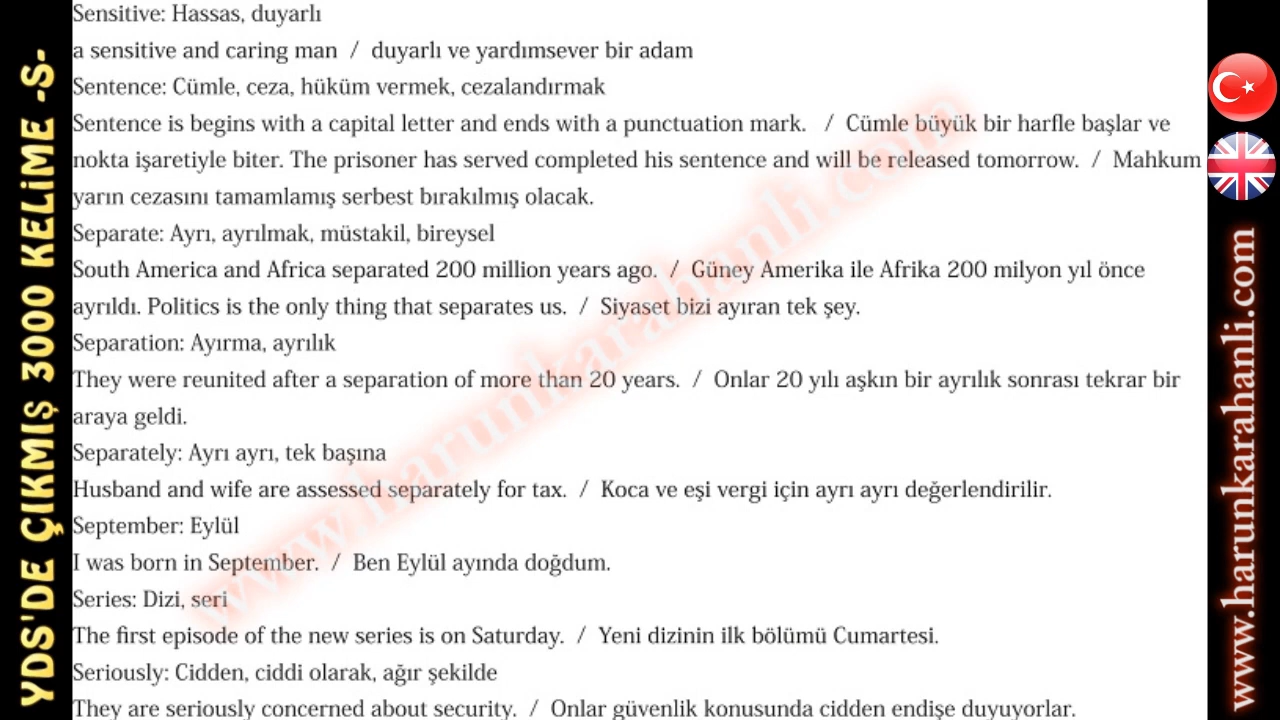 YDS'DE ÇIKMIŞ 3000 KELİME -S-
Sensitive: Hassas, duyarlı
a sensitive and caring man / duyarlı ve yardımsever bir adam
Sentence: Cümle, ceza, hüküm vermek, cezalandırmak
Sentence is begins with a capital letter and ends with a punctuation mark. / Cümle büyük bir harfle başlar ve
nokta işaretiyle biter. The prisoner has served completed his sentence and will be released tomorrow. / Mahkum
yarın cezasını tamamlamış serbest bırakılmış olacak.
Separate: Ayrı, ayrılmak, müstakil, bireysel
South America and Africa separated 200 million years ago. / Güney Amerika ile Afrika 200 milyon yıl önce
ayrıldı. Politics is the only thing that separates us. / Siyaset bizi ayıran tek şey.
Separation: Ayırma, ayrılık
They were reunited after a separation of more than 20 years. / Onlar 20 yılı aşkın bir ayrılık sonrası tekrar bir
araya geldi.
Separately: Ayrı ayrı, tek başına
Husband and wife are assessed separately for tax. / Koca ve eşi vergi için ayrı ayrı değerlendirilir.
September: Eylül
I was born in September. / Ben Eylül ayında doğdum.
Series: Dizi, seri
The first episode of the new series is on Saturday. / Yeni dizinin ilk bölümü Cumartesi.
Seriously: Cidden, ciddi olarak, ağır şekilde
They are seriously concerned about security. / Onlar güvenlik konusunda cidden endişe duyuyorlar.
www.harunkarahanli.com
www.harunkarahanli.com